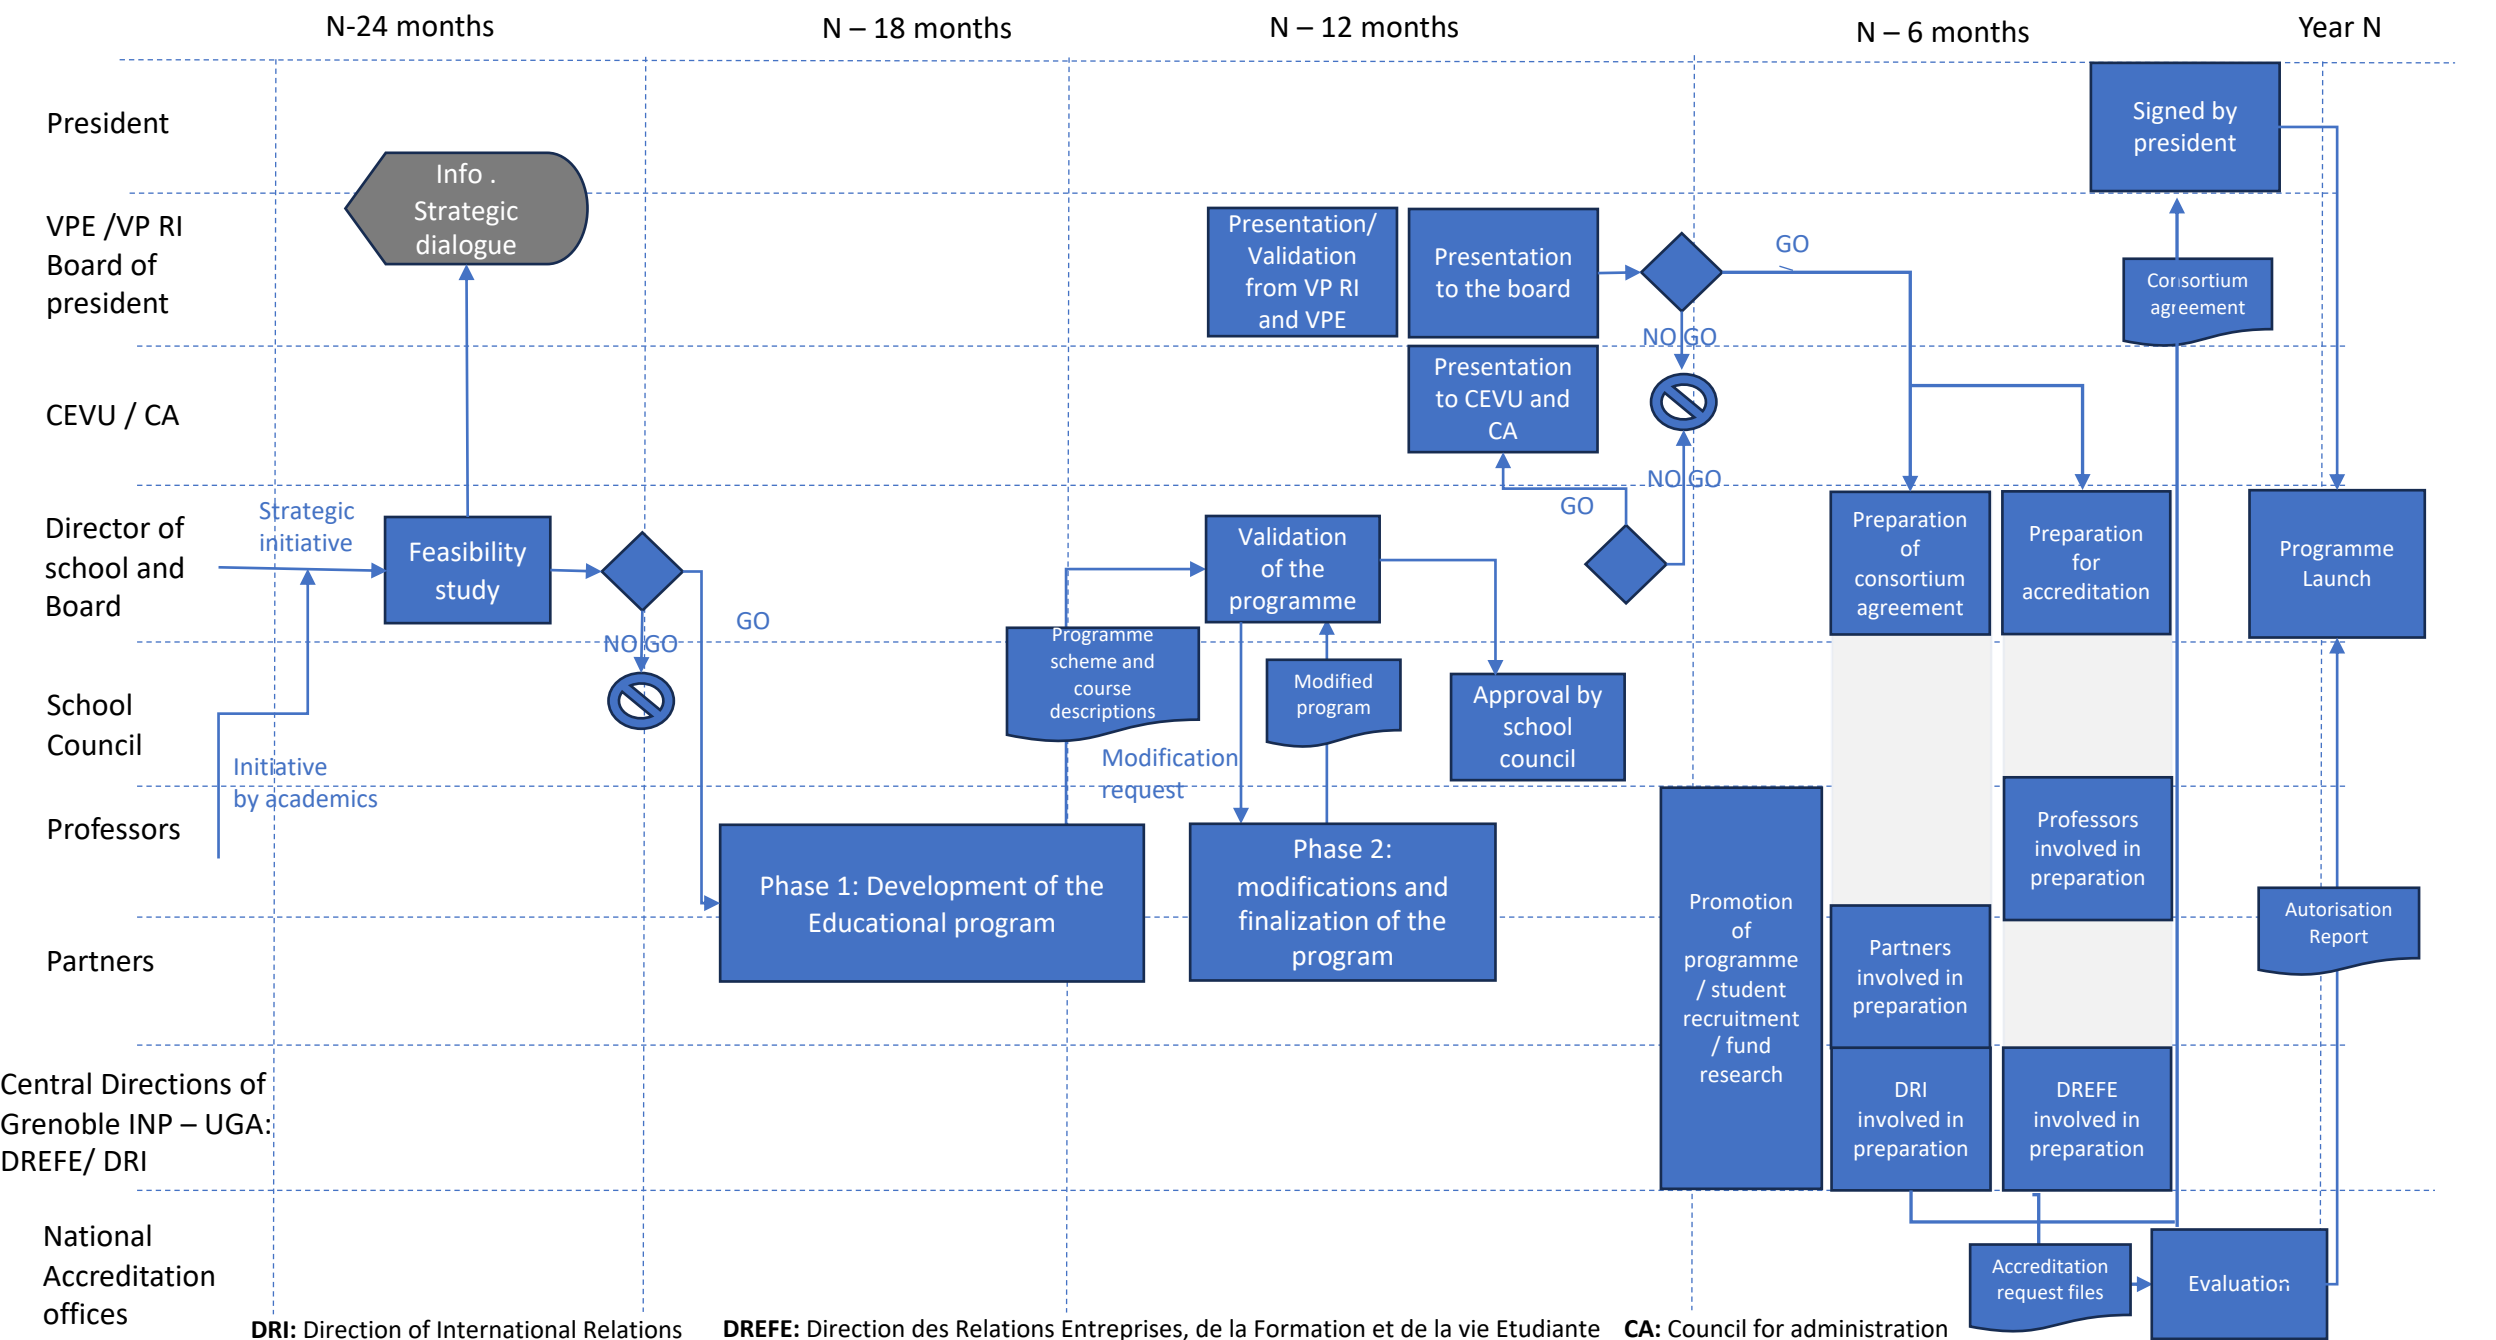 N-24 months
N – 18 months
N – 12 months
N – 6 months
Year N
President
Info .
Strategic
dialogue
Signed by
president
VPE /VP RI
Board of
president
Presentation/
Validation
from VP RI
and VPE
Presentation
to the board
GO
NO GO
Consortium
agreement
CEVU / CA
Presentation
to CEVU and
CA
NO GO
GO
Director of
school and
Board
Strategic
initiative
Feasibility
study
NO GO
GO
Validation
of the
programme
Preparation
of
consortium
agreement
Preparation
for
accreditation
Programme
Launch
School
Council
Initiative
by academics
Programme
scheme and
course
descriptions
Modification
request
Modified
program
Approval by
school
council
Professors
Phase 1: Development of the
Educational program
Phase 2:
modifications and
finalization of the
program
Promotion
of
programme
/ student
recruitment
/ fund
research
Professors
involved in
preparation
Autorisation
Report
Partners
Partners
involved in
preparation
Central Directions of
Grenoble INP – UGA:
DREFE/ DRI
DRI
involved in
preparation
DREFE
involved in
preparation
National
Accreditation
offices
Accreditation
request files
Evaluation
DRI: Direction of International Relations
DREFE: Direction des Relations Entreprises, de la Formation et de la vie Etudiante
CA: Council for administration